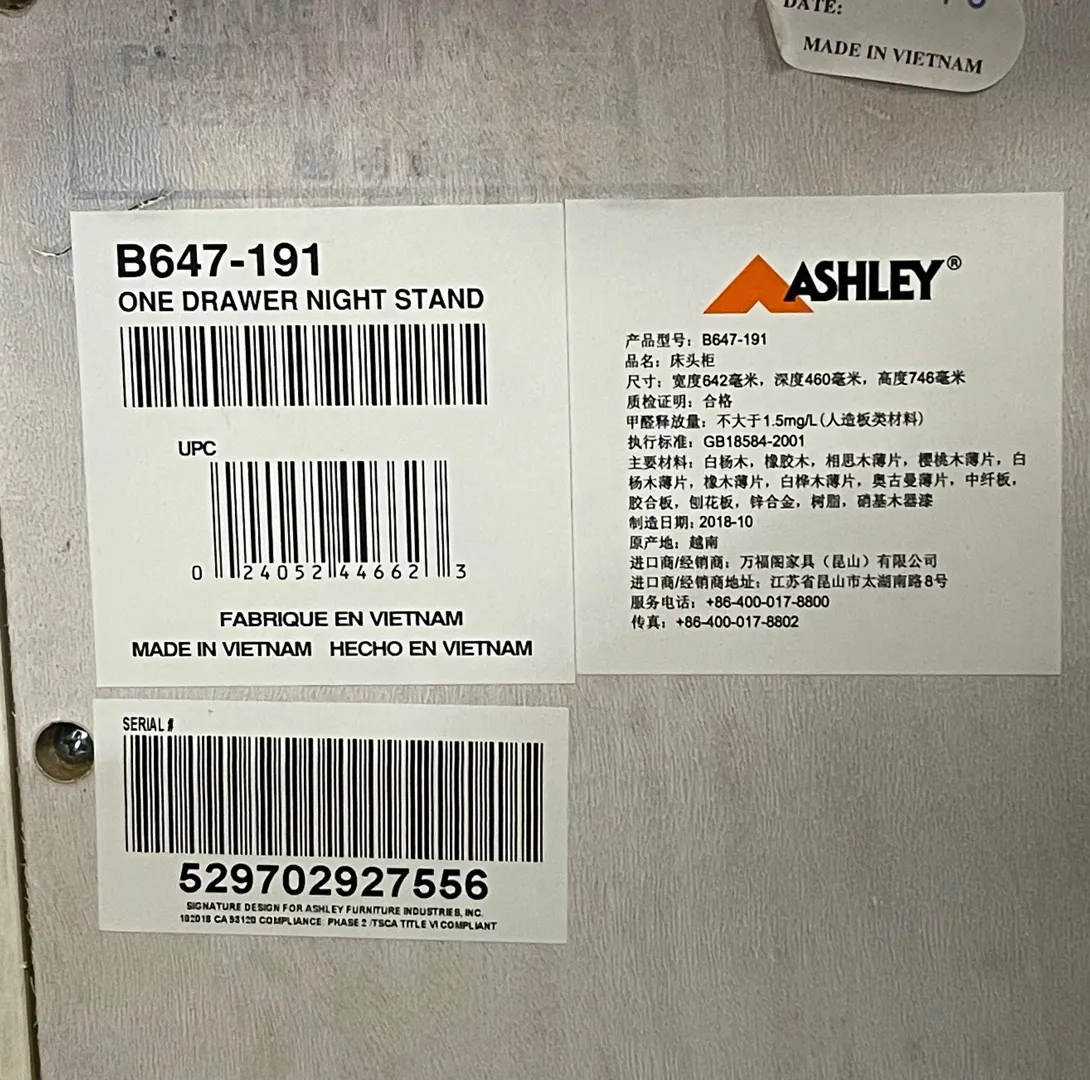 DATE:
MADE IN VIETNAM
B647-191
ONE DRAWER NIGHT STAND
UPC
0 24052 44662 3
FABRIQUE EN VIETNAM
MADE IN VIETNAM HECHO EN VIETNAM
ASHLEY®
产品型号：B647-191
品名：床头柜
尺寸：宽度642毫米，深度460毫米，高度746毫米
质检证明：合格
甲醛释放量：不大于1.5mg/L(人造板类材料)
执行标准：GB18584-2001
主要材料：白杨木，橡胶木，相思木薄片，樱桃木薄片，白
杨木薄片，橡木薄片，白桦木薄片，奥古曼薄片，中纤板，
胶合板，刨花板，锌合金，树脂，硝基木器漆
制造日期：2018-10
原产地：越南
进口商/经销商：万福阁家具（昆山）有限公司
进口商/经销商地址：江苏省昆山市太湖南路8号
服务电话：+86-400-017-8800
传真：+86-400-017-8802
SERIAL #
529702927556
SIGNATURE DESIGN FOR ASHLEY FURNITURE INDUSTRIES, INC.
102018 CA 93120 COMPLIANCE: PHASE 2 /TSCA TITLE VI COMPLIANT